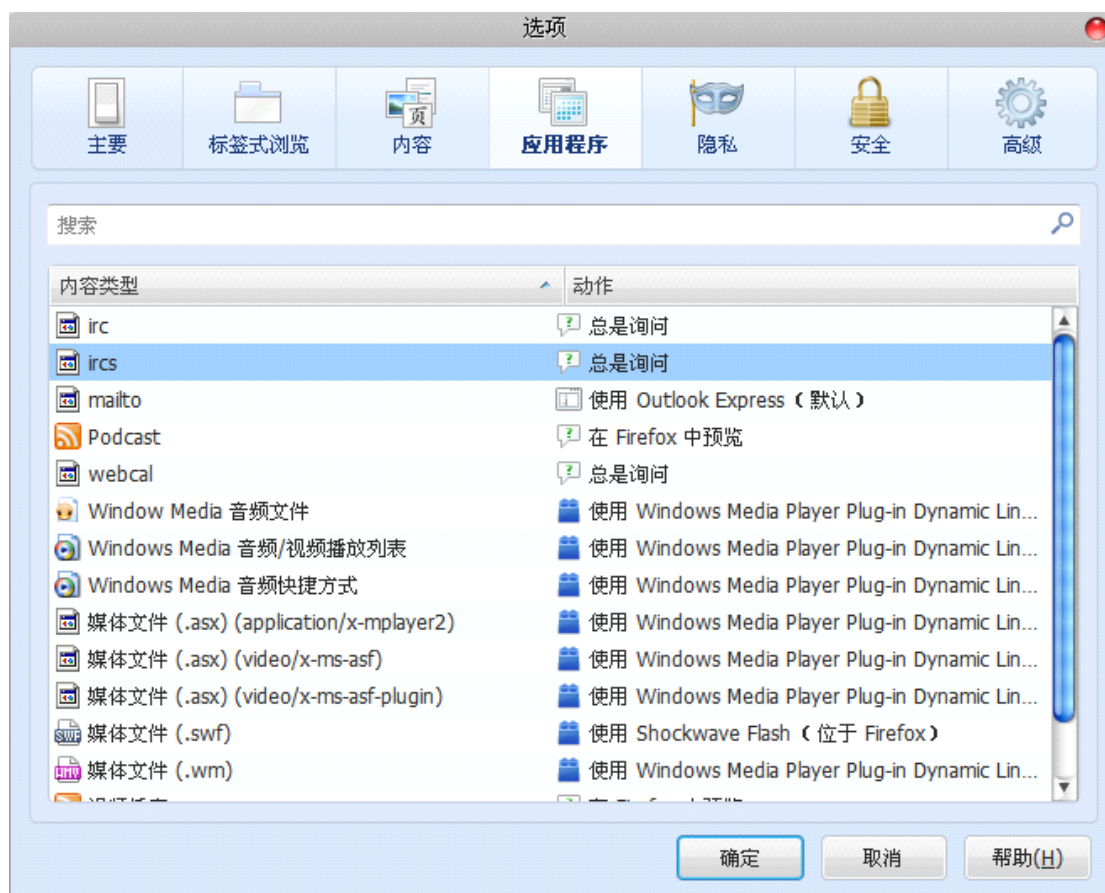 选项
主要 标签式浏览 内容 应用程序 隐私 安全 高级
页
搜索
内容类型 动作
irc 总是询问
ircs 总是询问
mailto 使用 Outlook Express（默认）
Podcast 在 Firefox 中预览
webcal 总是询问
Window Media 音频文件 使用 Windows Media Player Plug-in Dynamic Lin...
Windows Media 音频/视频播放列表 使用 Windows Media Player Plug-in Dynamic Lin...
Windows Media 音频快捷方式 使用 Windows Media Player Plug-in Dynamic Lin...
媒体文件 (.asx) (application/x-mplayer2) 使用 Windows Media Player Plug-in Dynamic Lin...
媒体文件 (.asx) (video/x-ms-asf) 使用 Windows Media Player Plug-in Dynamic Lin...
媒体文件 (.asx) (video/x-ms-asf-plugin) 使用 Windows Media Player Plug-in Dynamic Lin...
媒体文件 (.swf) 使用 Shockwave Flash（位于 Firefox）
媒体文件 (.wm) 使用 Windows Media Player Plug-in Dynamic Lin...
确定 取消 帮助(H)